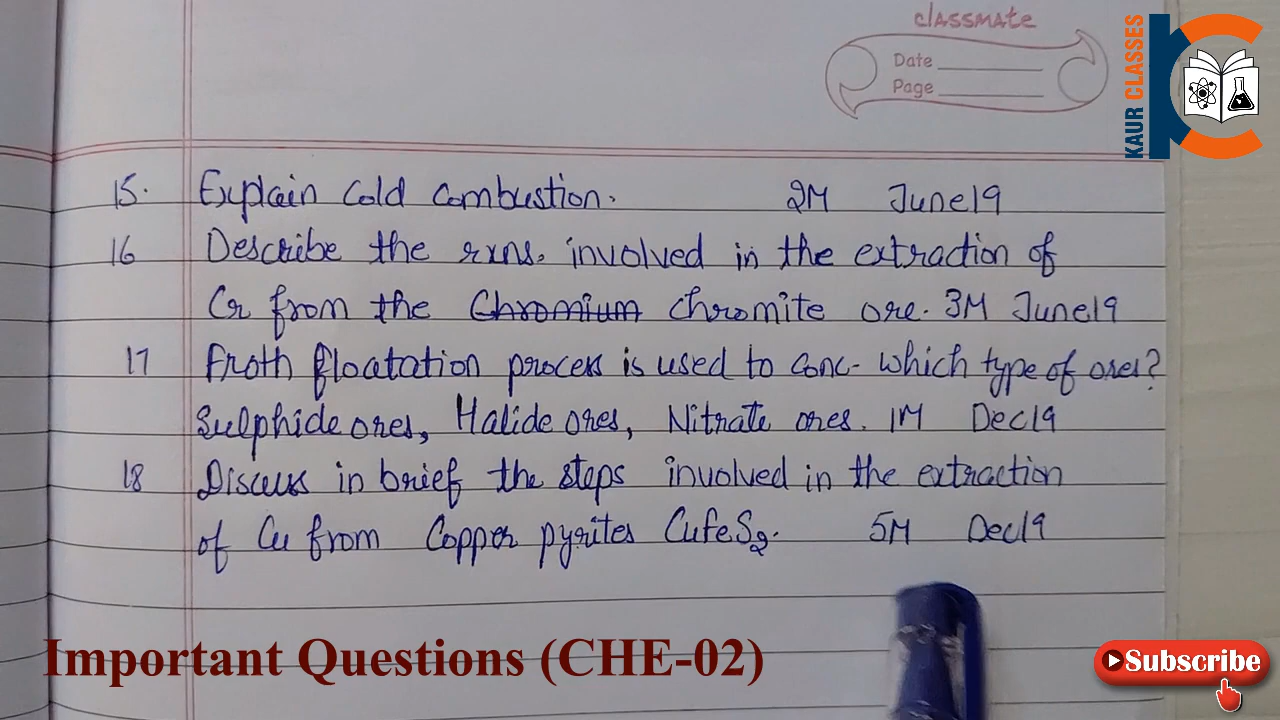 classmate
Date
Page
KAUR CLASSES
15. Explain Cold Combustion. 2M June19
16 Describe the rxns. involved in the extraction of
Cr from the Chromium chromite ore. 3M June19
17 Froth floatation process is used to conc- which type of ores?
Sulphide ores, Halide ores, Nitrate ores. 1M Dec19
18 Discuss in brief the steps involved in the extraction
of Cu from Copper pyrites CuFeS2. 5M Dec19
Important Questions (CHE-02)
Subscribe